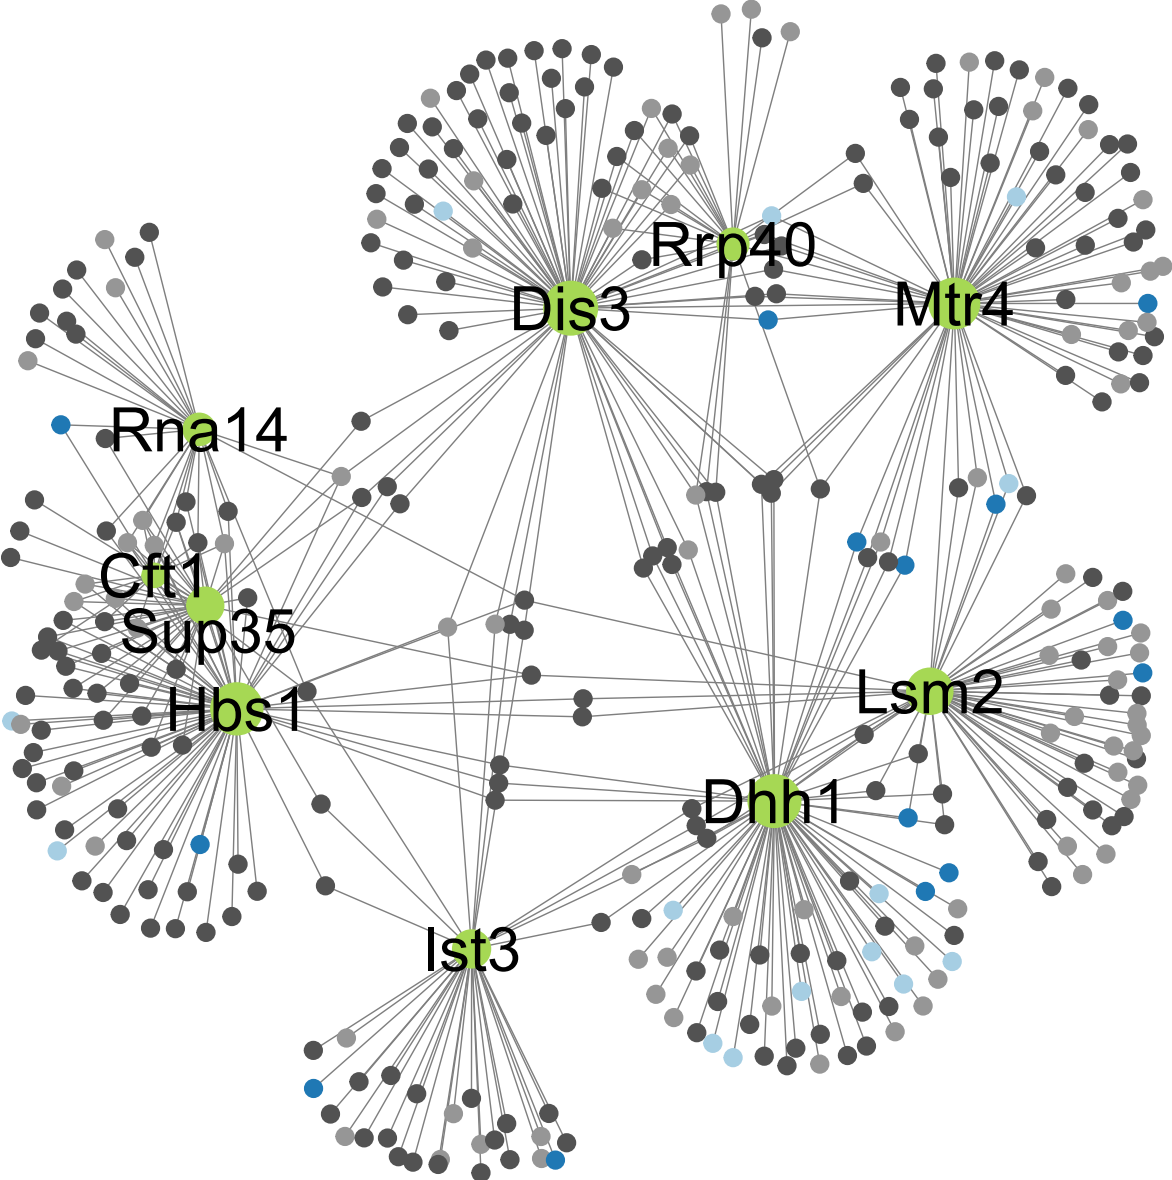 Rrp40
Dis3
Mtr4
Rna14
Cft1
Sup35
Hbs1
Lsm2
Dhh1
Ist3